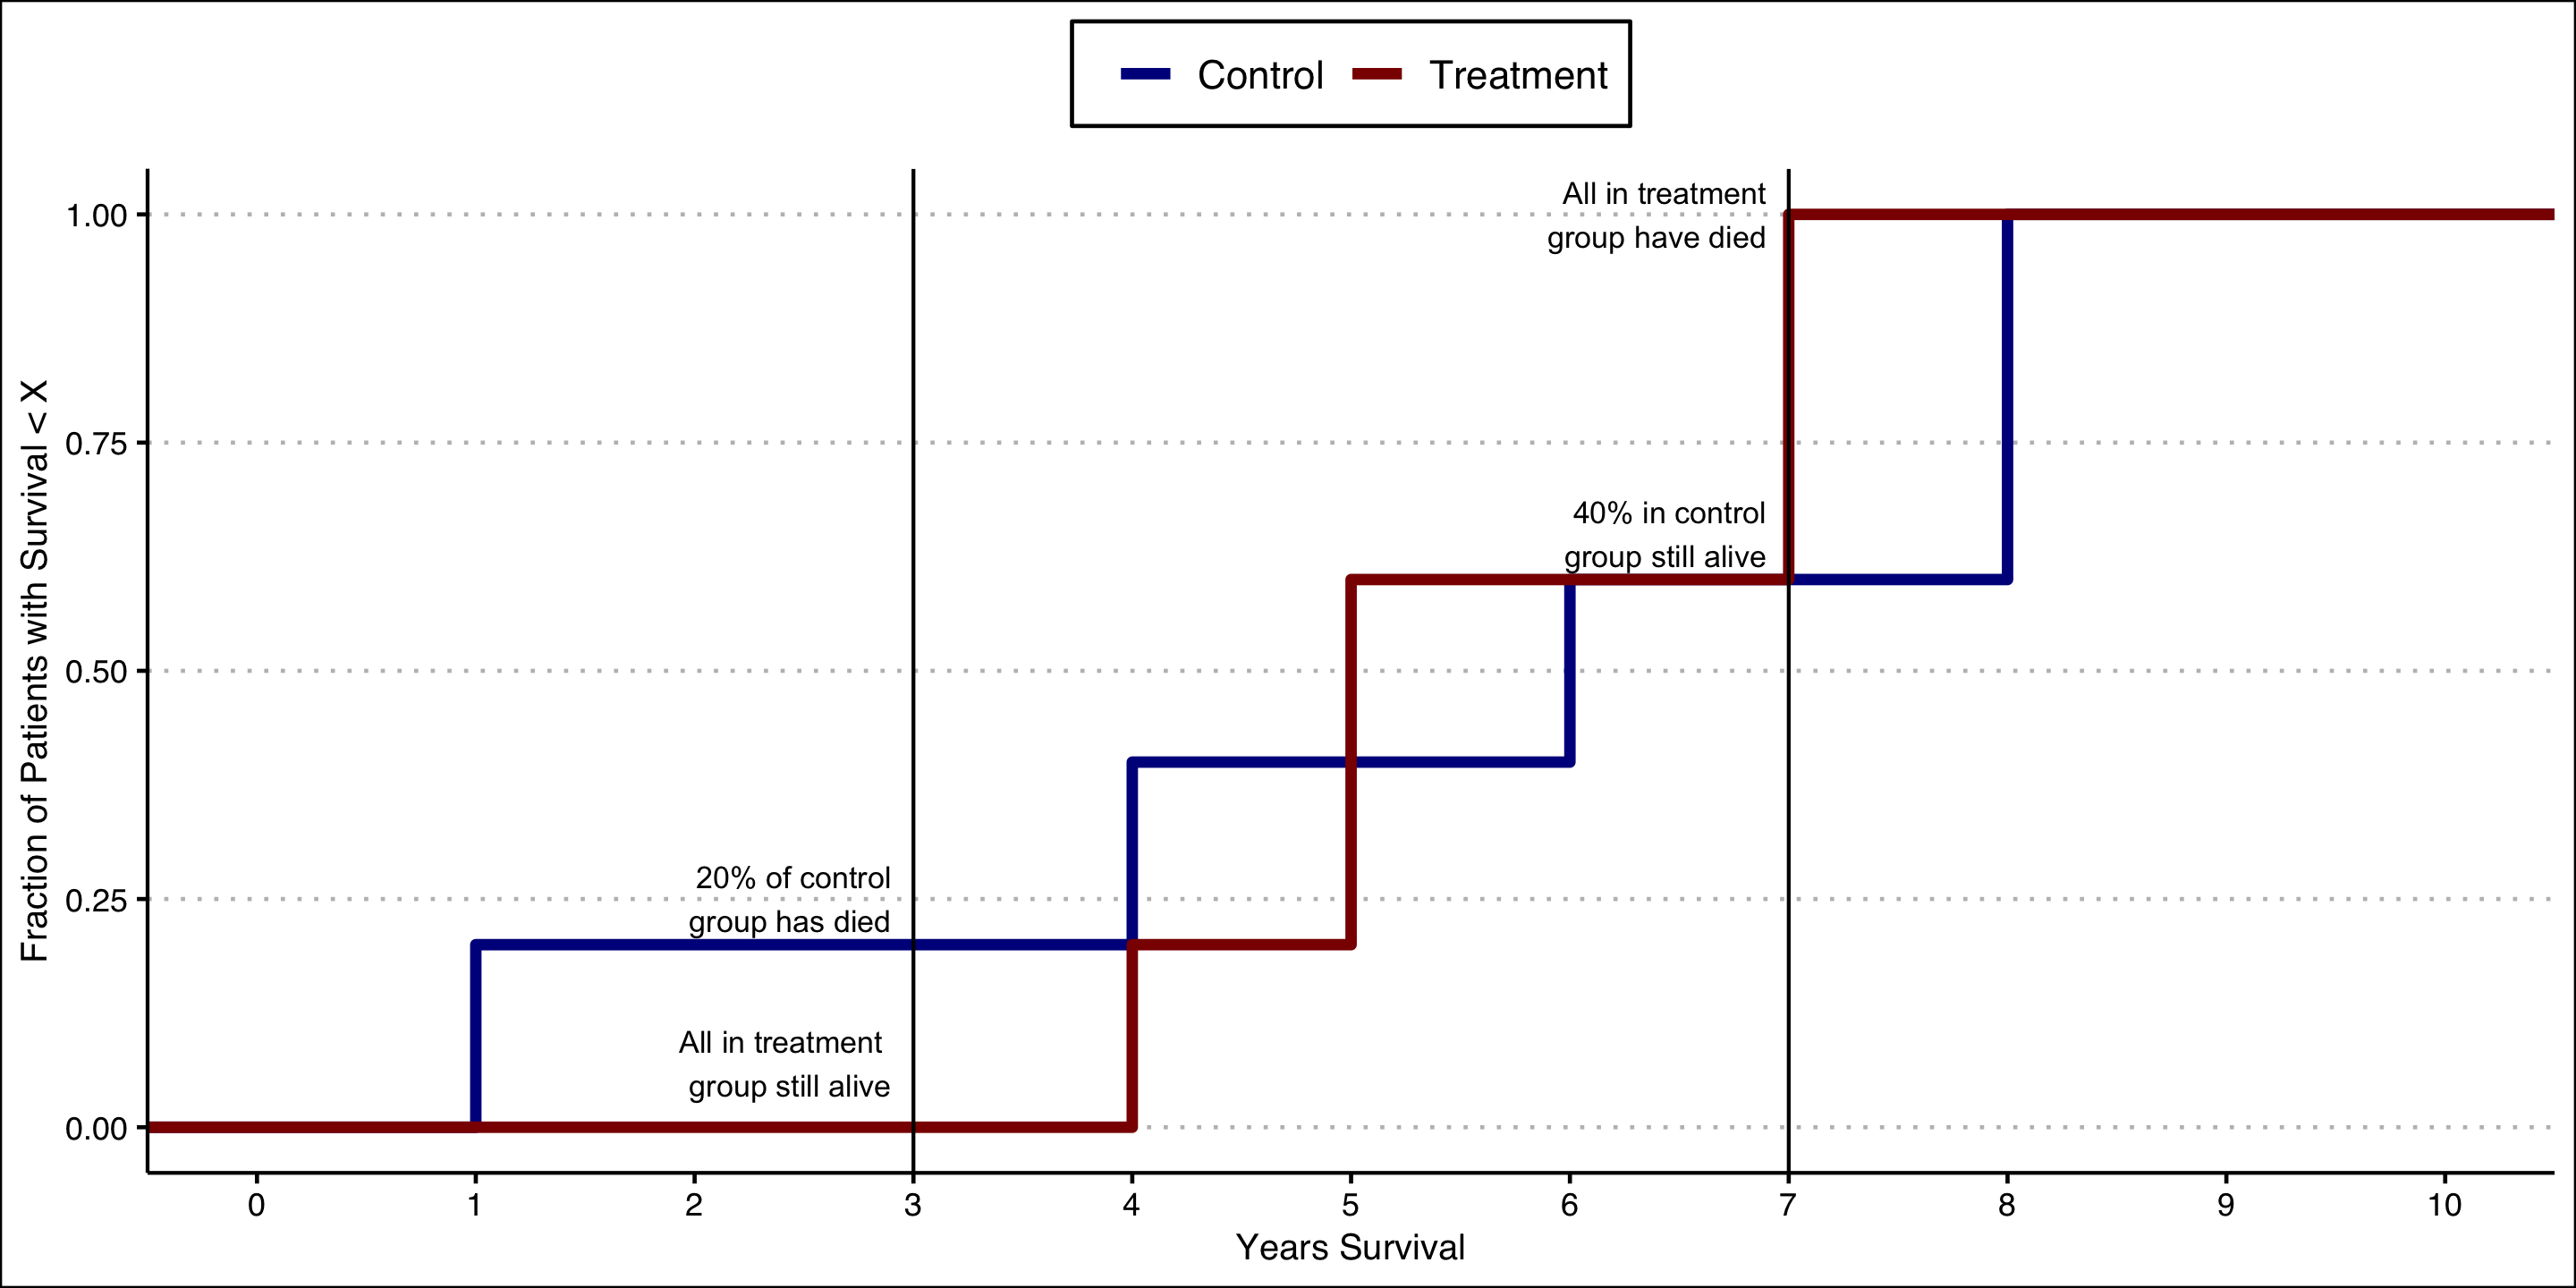 Control Treatment
All in treatment
group have died
1.00
0.75
40% in control
group still alive
0.50
20% of control
group has died
0.25
All in treatment
group still alive
0.00
Fraction of Patients with Survival < X
0 1 2 3 4 5 6 7 8 9 10
Years Survival